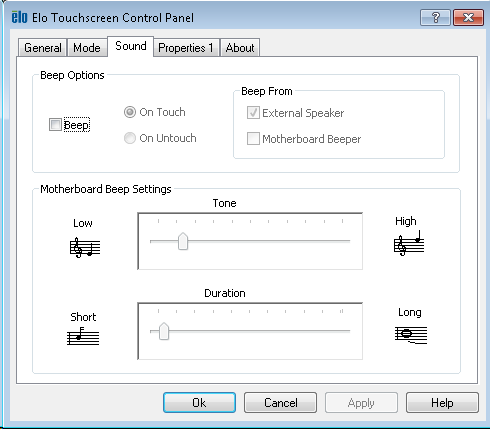 elo Elo Touchscreen Control Panel
General Mode Sound Properties 1 About
Beep Options
Beep
On Touch
On Untouch
Beep From
External Speaker
Motherboard Beeper
Motherboard Beep Settings
Tone
Low
High
Duration
Short
Long
Ok Cancel Apply Help